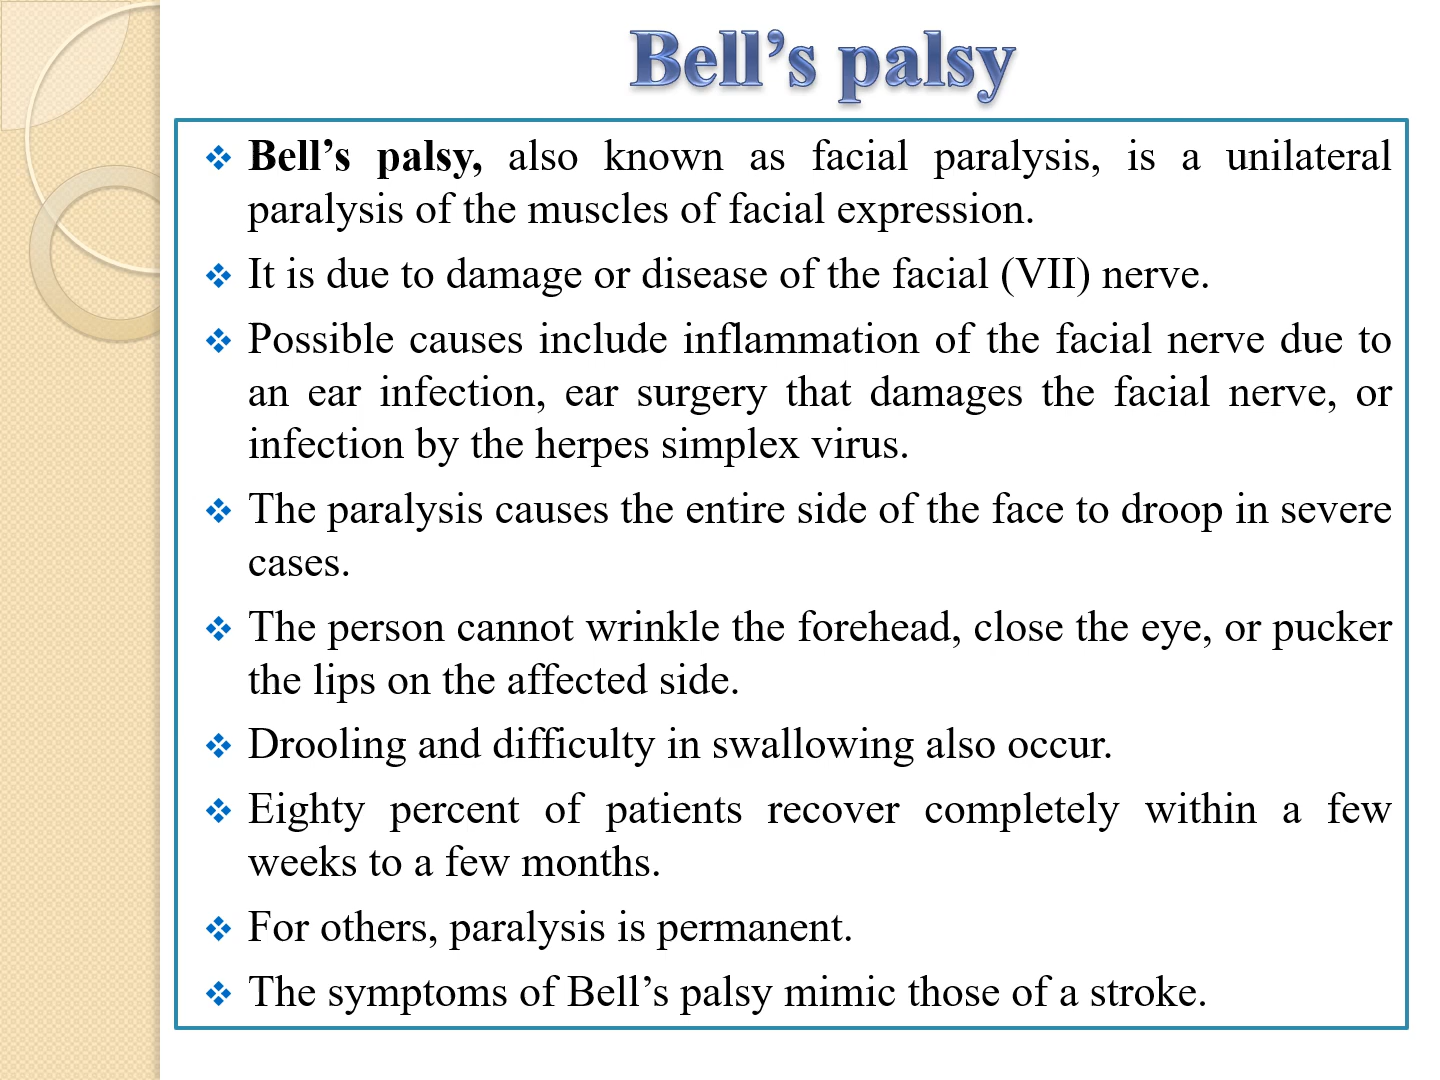 Bell’s palsy
❖ Bell’s palsy, also known as facial paralysis, is a unilateral
paralysis of the muscles of facial expression.
❖ It is due to damage or disease of the facial (VII) nerve.
❖ Possible causes include inflammation of the facial nerve due to
an ear infection, ear surgery that damages the facial nerve, or
infection by the herpes simplex virus.
❖ The paralysis causes the entire side of the face to droop in severe
cases.
❖ The person cannot wrinkle the forehead, close the eye, or pucker
the lips on the affected side.
❖ Drooling and difficulty in swallowing also occur.
❖ Eighty percent of patients recover completely within a few
weeks to a few months.
❖ For others, paralysis is permanent.
❖ The symptoms of Bell’s palsy mimic those of a stroke.